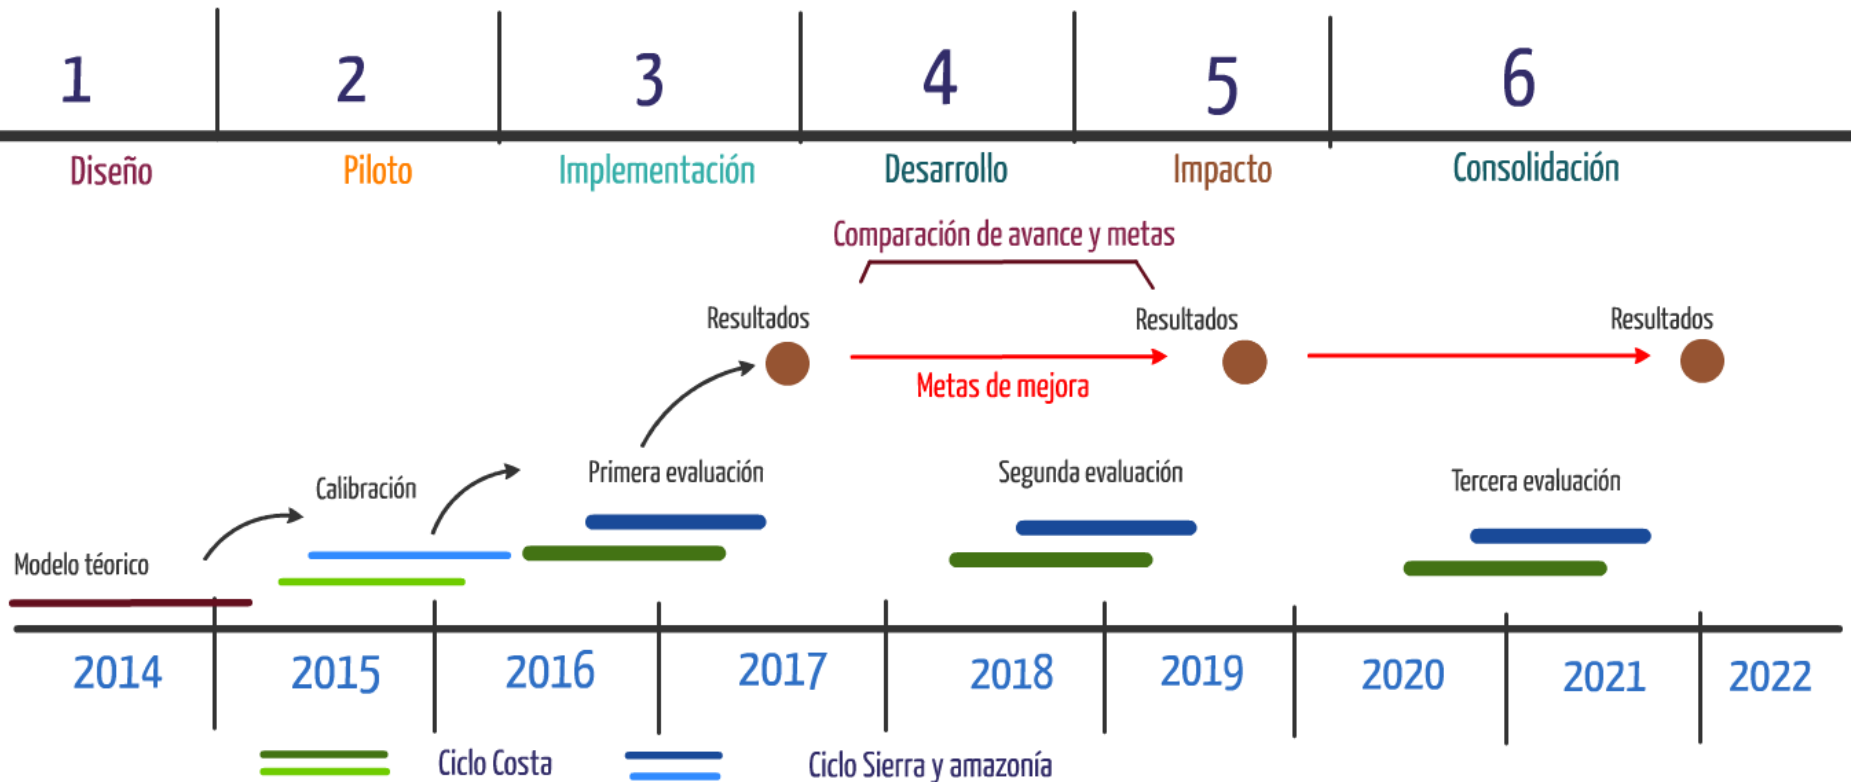 1 2 3 4 5 6
Diseño Piloto Implementación Desarrollo Impacto Consolidación
Comparación de avance y metas
Resultados Resultados Resultados
Metas de mejora
Primera evaluación Segunda evaluación Tercera evaluación
Calibración
Modelo téorico
2014 2015 2016 2017 2018 2019 2020 2021 2022
Ciclo Costa Ciclo Sierra y amazonía